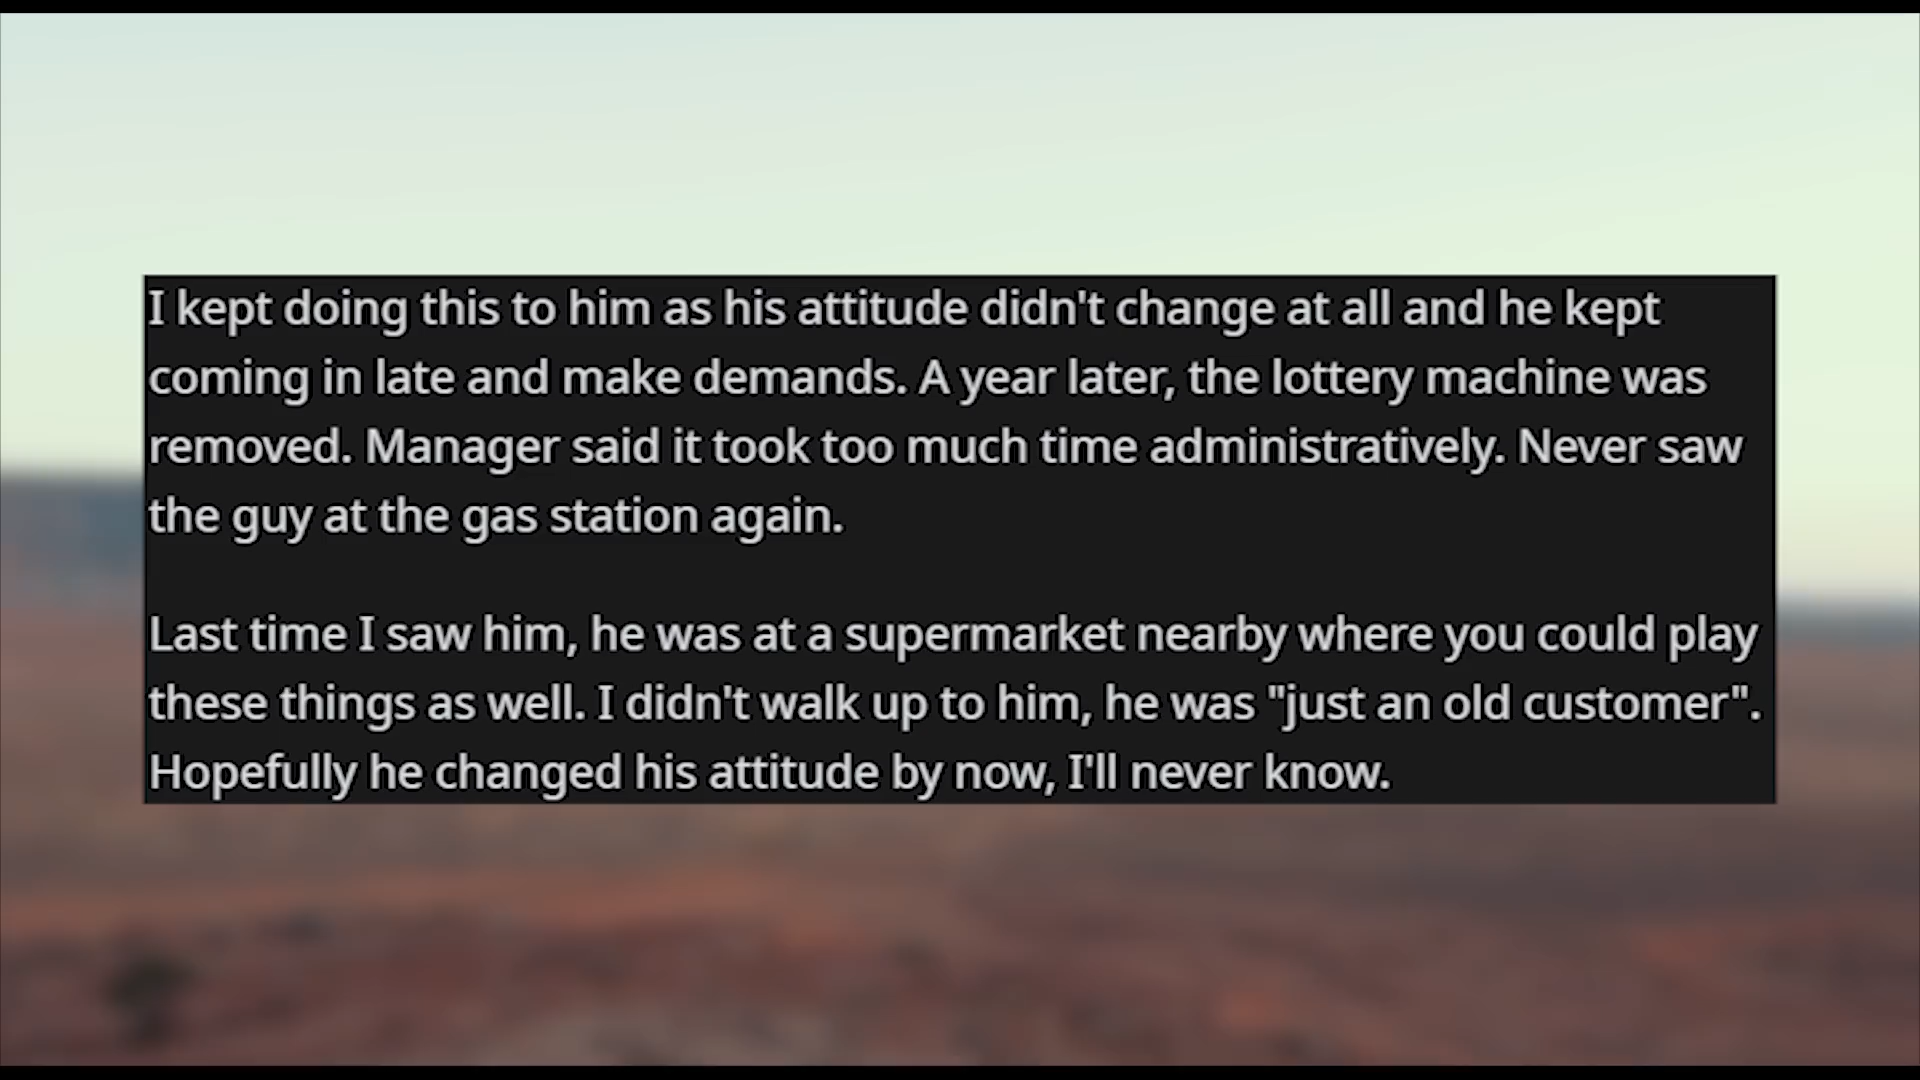 I kept doing this to him as his attitude didn't change at all and he kept
coming in late and make demands. A year later, the lottery machine was
removed. Manager said it took too much time administratively. Never saw
the guy at the gas station again.
Last time I saw him, he was at a supermarket nearby where you could play
these things as well. I didn't walk up to him, he was "just an old customer".
Hopefully he changed his attitude by now, I'll never know.